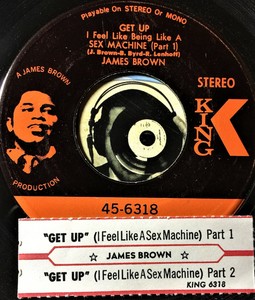 Playable On STEREO Or MONO
GET UP
I Feel Like Being Like A
SEX MACHINE (Part 1)
(J. Brown-B. Byrd-R. Lenhoff)
JAMES BROWN
STEREO
KING
A JAMES BROWN
PRODUCTION
45-6318
"GET UP" (I Feel Like A Sex Machine) Part 1
☆ JAMES BROWN ☆
"GET UP" (I Feel Like A Sex Machine) Part 2
KING 6318